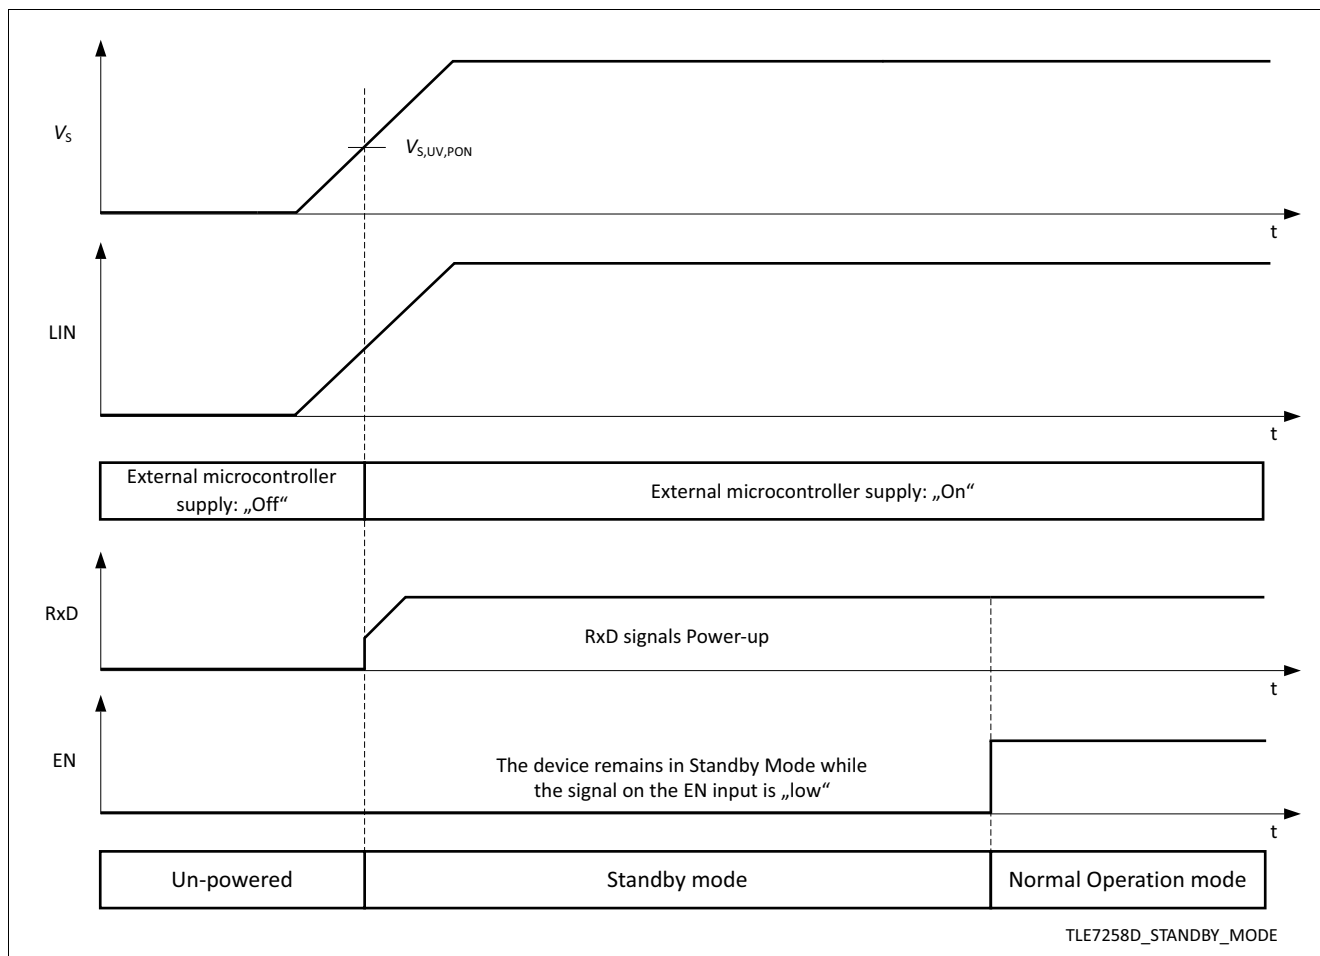 V_S
V_S,UV,PON
t
LIN
t
External microcontroller
supply: „Off“
External microcontroller supply: „On“
RxD
RxD signals Power-up
t
EN
The device remains in Standby Mode while
the signal on the EN input is „low“
t
Un-powered
Standby mode
Normal Operation mode
TLE7258D_STANDBY_MODE